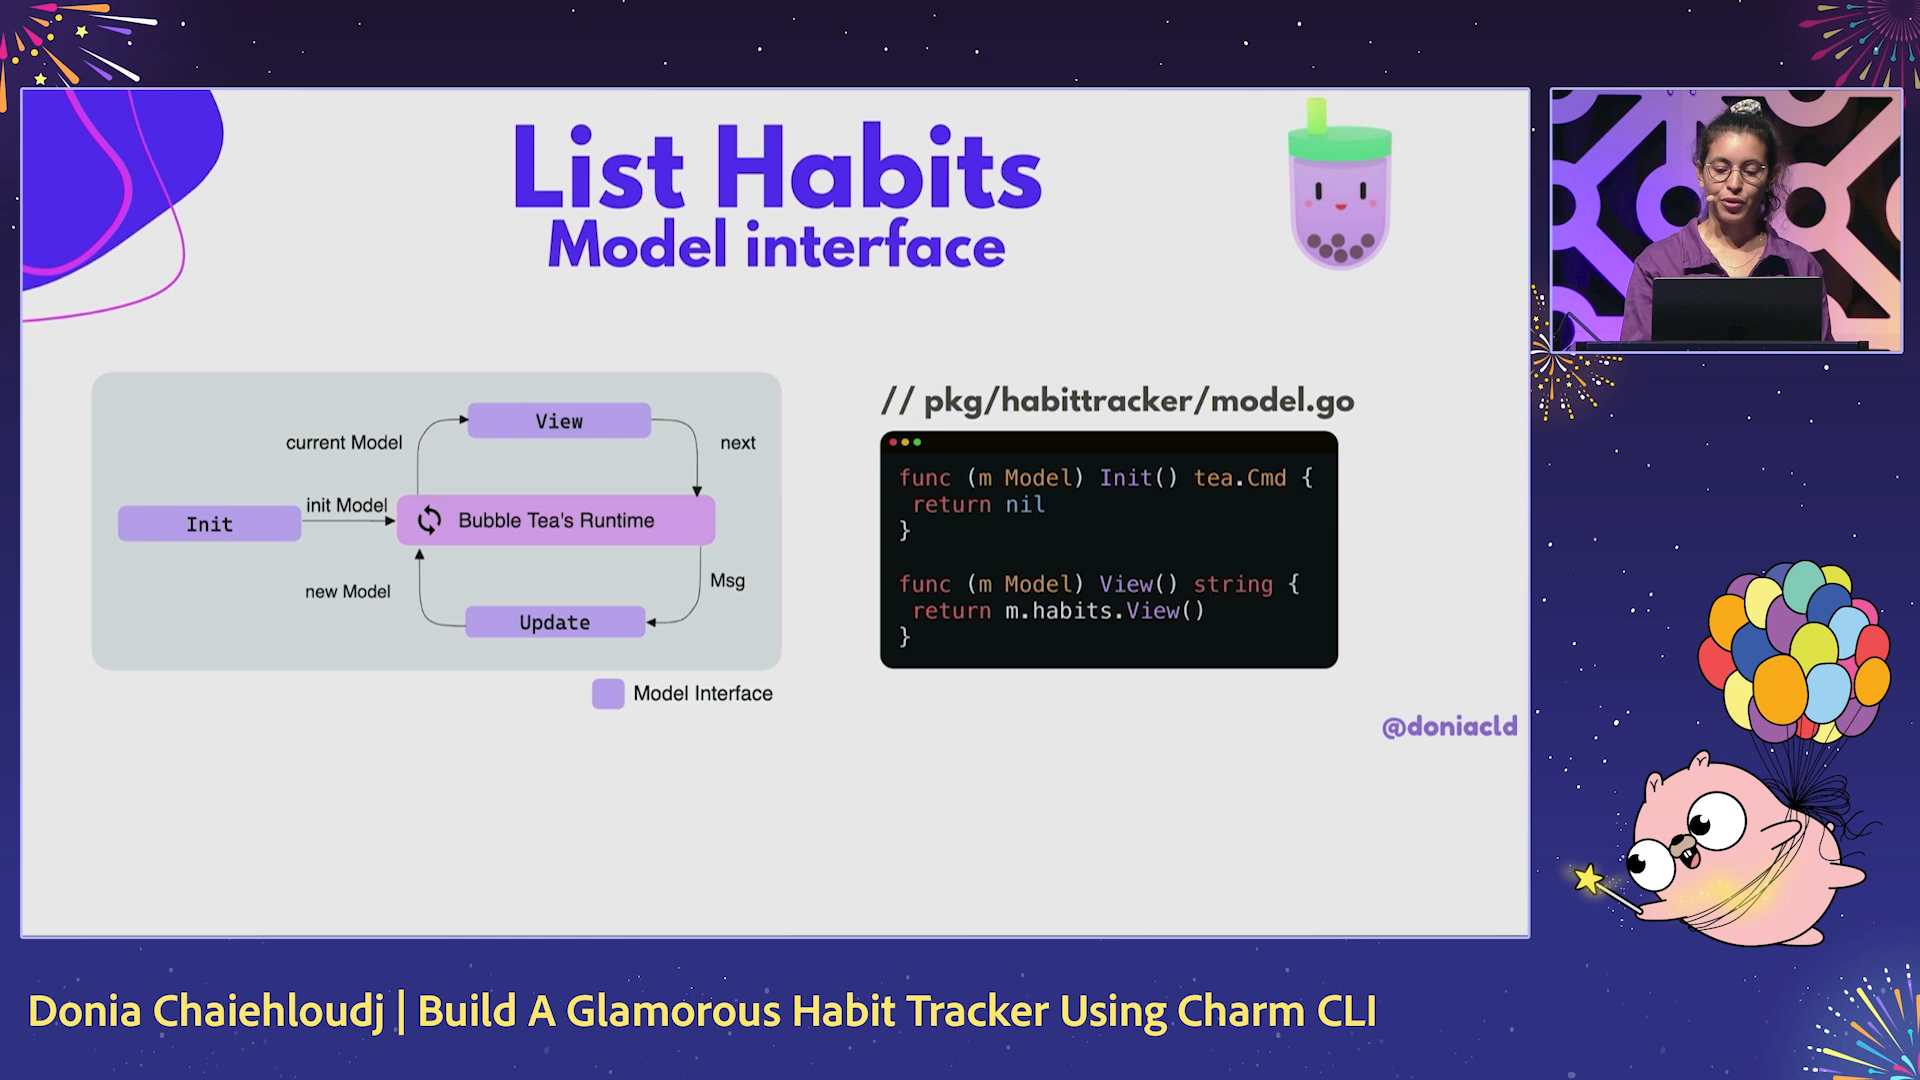 List Habits
Model interface
current Model
View
next
Init
init Model
Bubble Tea's Runtime
new Model
Msg
Update
Model Interface
// pkg/habittracker/model.go
func (m Model) Init() tea.Cmd {
return nil
}
func (m Model) View() string {
return m.habits.View()
}
@doniacld
Donia Chaiehloudj | Build A Glamorous Habit Tracker Using Charm CLI